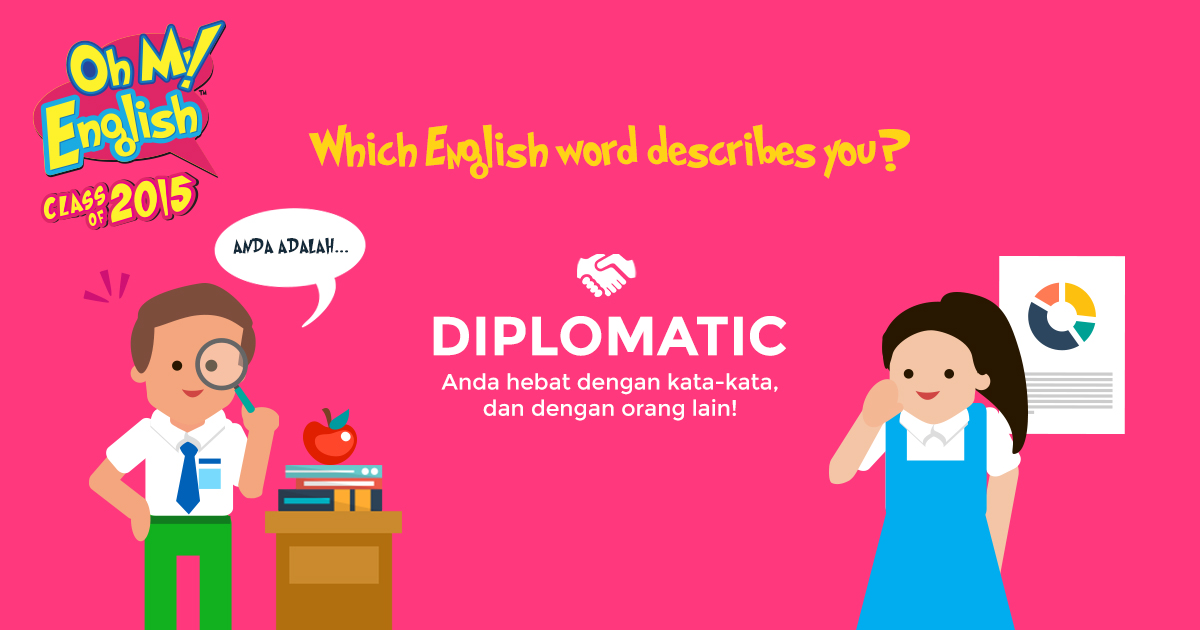 Oh My!
English™
CLASS OF 2015
Which English word describes you?
ANDA ADALAH...
DIPLOMATIC
Anda hebat dengan kata-kata,
dan dengan orang lain!